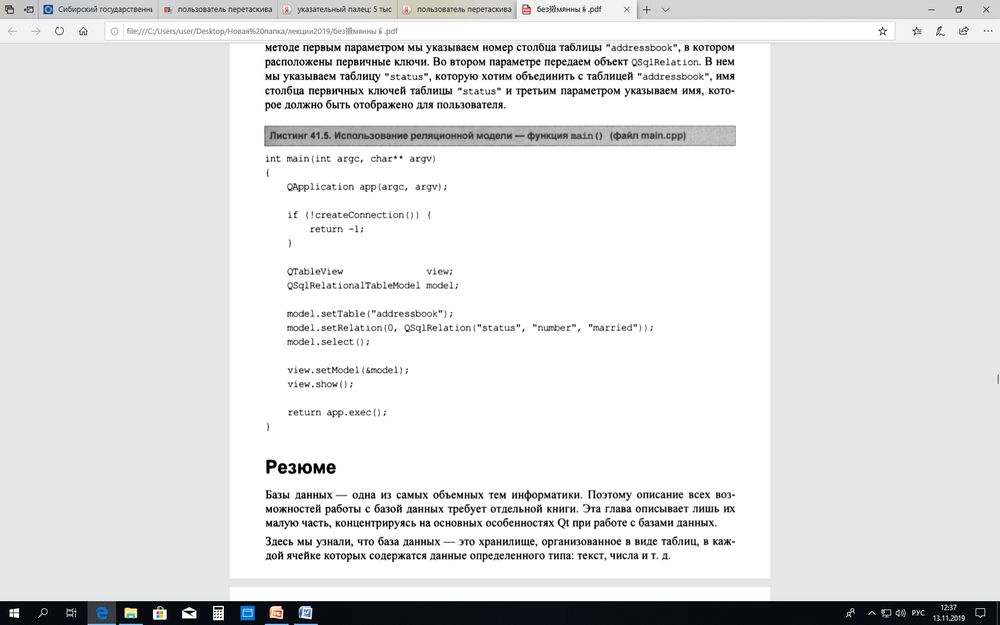 Сибирский государственн
пользователь перетаскива
указательный палец: 5 тыс
пользователь перетаскива
file:///C:/Users/user/Desktop/Новая%20папка/лекции2019/
методе первым параметром мы указываем номер столбца таблицы "addressbook", в котором
расположены первичные ключи. Во втором параметре передаем объект QSqlRelation. В нем
мы указываем таблицу "status", которую хотим объединить с таблицей "addressbook", имя
столбца первичных ключей таблицы "status" и третьим параметром указываем имя, кото-
рое должно быть отображено для пользователя.
Листинг 41.5. Использование реляционной модели — функция main() (файл main.cpp)
int main(int argc, char** argv)
{
QApplication app(argc, argv);
if (!createConnection()) {
return -1;
}
QTableView view;
QSqlRelationalTableModel model;
model.setTable("addressbook");
model.setRelation(0, QSqlRelation("status", "number", "married"));
model.select();
view.setModel(&model);
view.show();
return app.exec();
}
Резюме
Базы данных — одна из самых объемных тем информатики. Поэтому описание всех воз-
можностей работы с базой данных требует отдельной книги. Эта глава описывает лишь их
малую часть, концентрируясь на основных особенностях Qt при работе с базами данных.
Здесь мы узнали, что база данных — это хранилище, организованное в виде таблиц, в каж-
дой ячейке которых содержатся данные определенного типа: текст, числа и т. д.
РУС
12:37
13.11.2019